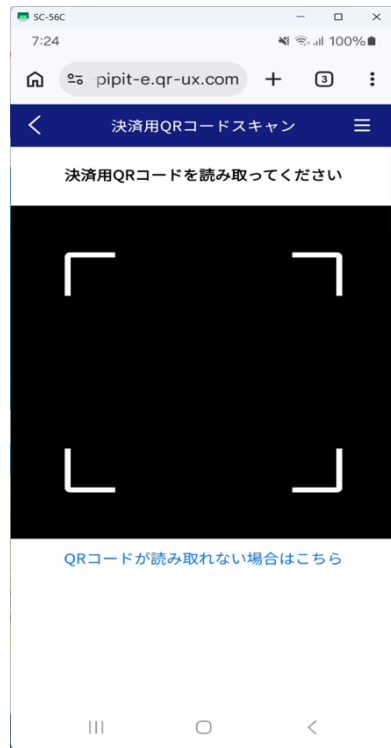 SC-56C
7:24
100%
pipit-e.qr-ux.com
3
決済用QRコードスキャン
決済用QRコードを読み取ってください
QRコードが読み取れない場合はこちら